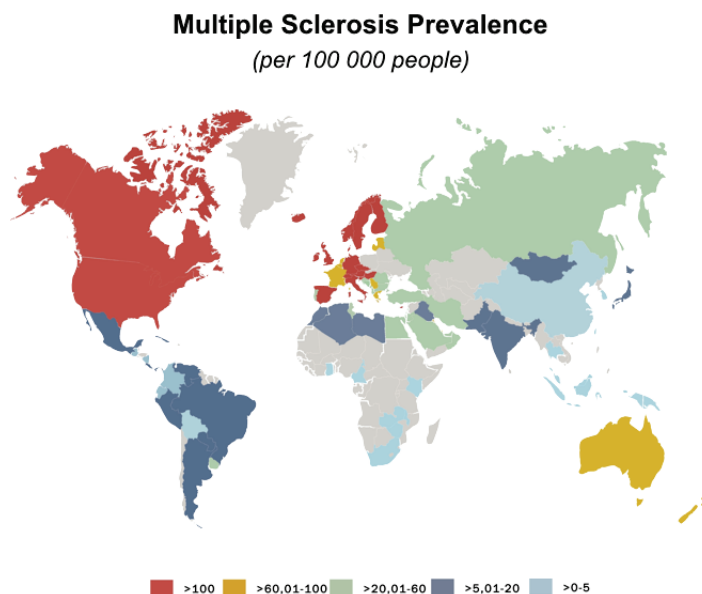 Multiple Sclerosis Prevalence
(per 100 000 people)
>100 >60,01-100 >20,01-60 >5,01-20 >0-5